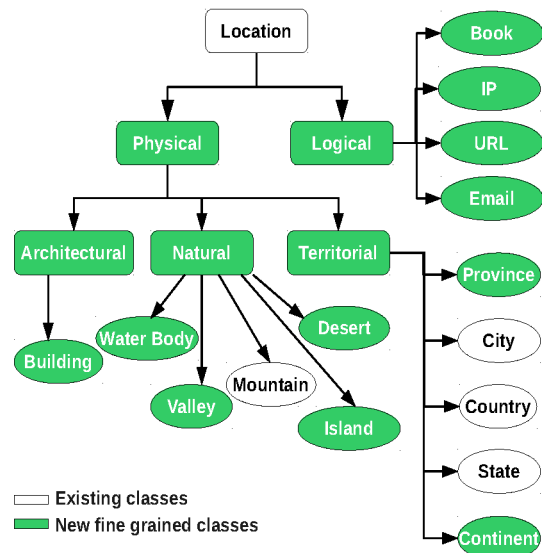 Location
Book
IP
URL
Email
Physical
Logical
Architectural
Natural
Territorial
Province
City
Country
State
Continent
Building
Water Body
Valley
Mountain
Island
Desert
Existing classes
New fine grained classes